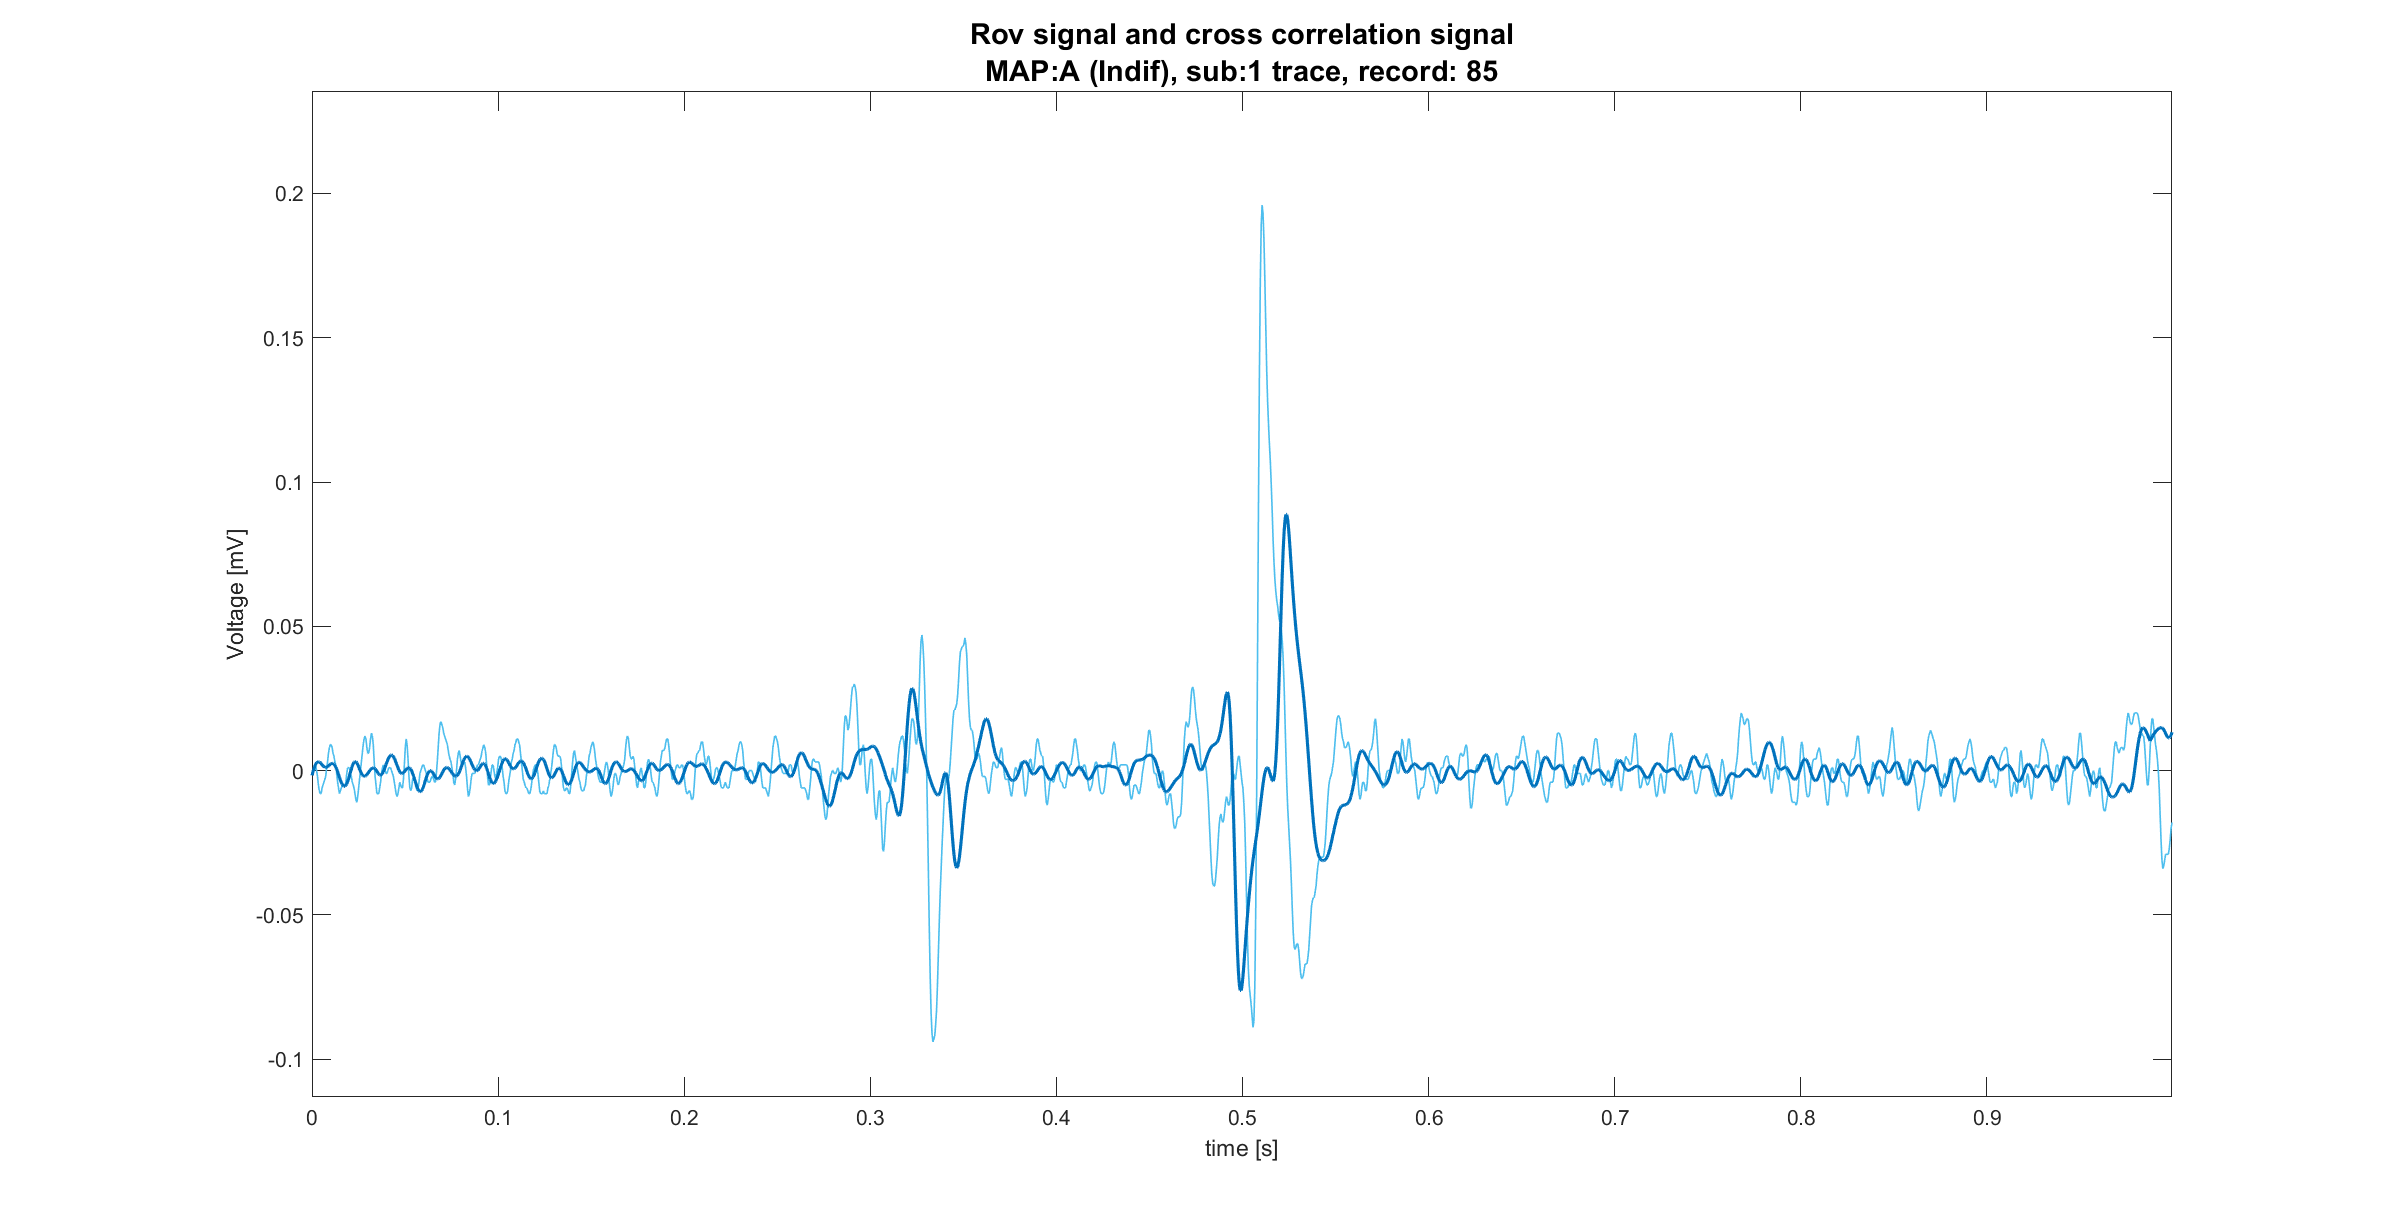 Rov signal and cross correlation signal
MAP:A (Indif), sub:1 trace, record: 85
0.2
0.15
0.1
0.05
0
-0.05
-0.1
Voltage [mV]
0 0.1 0.2 0.3 0.4 0.5 0.6 0.7 0.8 0.9
time [s]